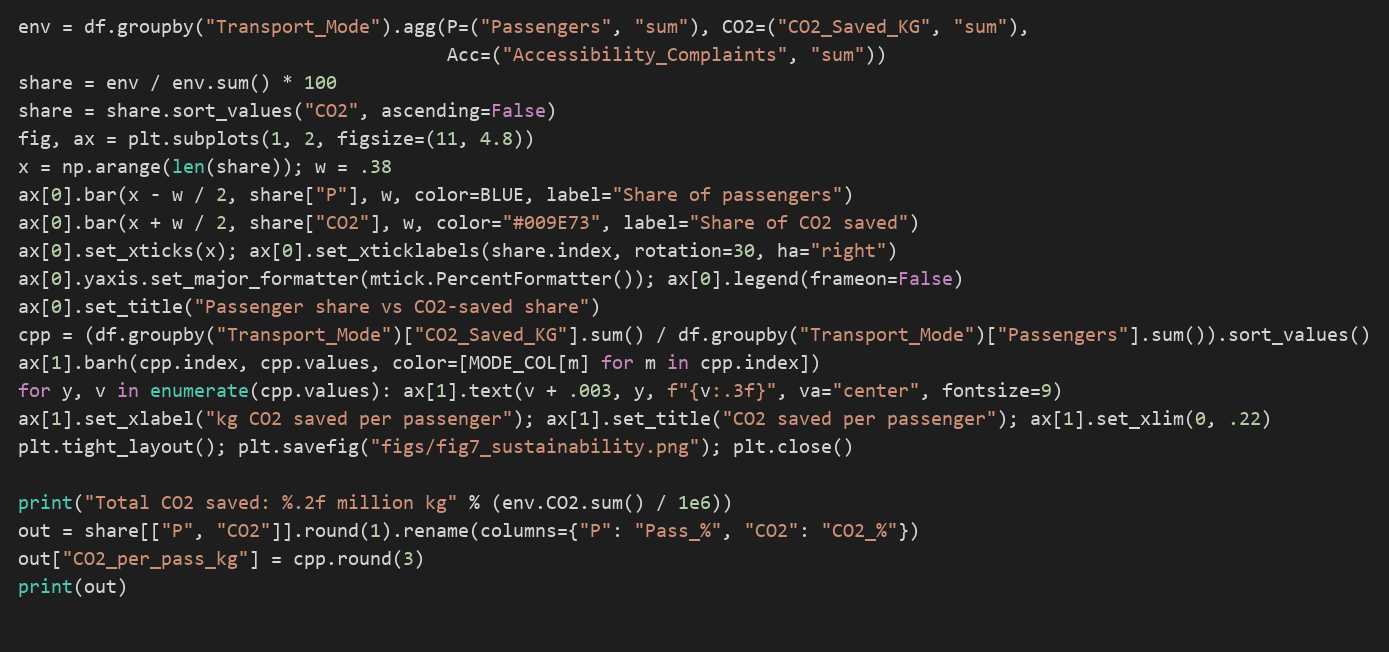 env = df.groupby("Transport_Mode").agg(P=("Passengers", "sum"), CO2=("CO2_Saved_KG", "sum"),
                                       Acc=("Accessibility_Complaints", "sum"))
share = env / env.sum() * 100
share = share.sort_values("CO2", ascending=False)
fig, ax = plt.subplots(1, 2, figsize=(11, 4.8))
x = np.arange(len(share)); w = .38
ax[0].bar(x - w / 2, share["P"], w, color=BLUE, label="Share of passengers")
ax[0].bar(x + w / 2, share["CO2"], w, color="#009E73", label="Share of CO2 saved")
ax[0].set_xticks(x); ax[0].set_xticklabels(share.index, rotation=30, ha="right")
ax[0].yaxis.set_major_formatter(mtick.PercentFormatter()); ax[0].legend(frameon=False)
ax[0].set_title("Passenger share vs CO2-saved share")
cpp = (df.groupby("Transport_Mode")["CO2_Saved_KG"].sum() / df.groupby("Transport_Mode")["Passengers"].sum()).sort_values()
ax[1].barh(cpp.index, cpp.values, color=[MODE_COL[m] for m in cpp.index])
for y, v in enumerate(cpp.values): ax[1].text(v + .003, y, f"{v:.3f}", va="center", fontsize=9)
ax[1].set_xlabel("kg CO2 saved per passenger"); ax[1].set_title("CO2 saved per passenger"); ax[1].set_xlim(0, .22)
plt.tight_layout(); plt.savefig("figs/fig7_sustainability.png"); plt.close()

print("Total CO2 saved: %.2f million kg" % (env.CO2.sum() / 1e6))
out = share[["P", "CO2"]].round(1).rename(columns={"P": "Pass_%", "CO2": "CO2_%"})
out["CO2_per_pass_kg"] = cpp.round(3)
print(out)